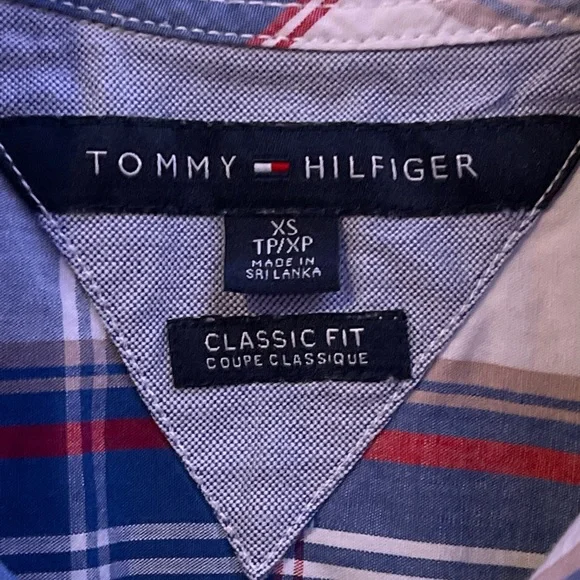 TOMMY HILFIGER
XS
TP/XP
MADE IN
SRI LANKA
CLASSIC FIT
COUPE CLASSIQUE